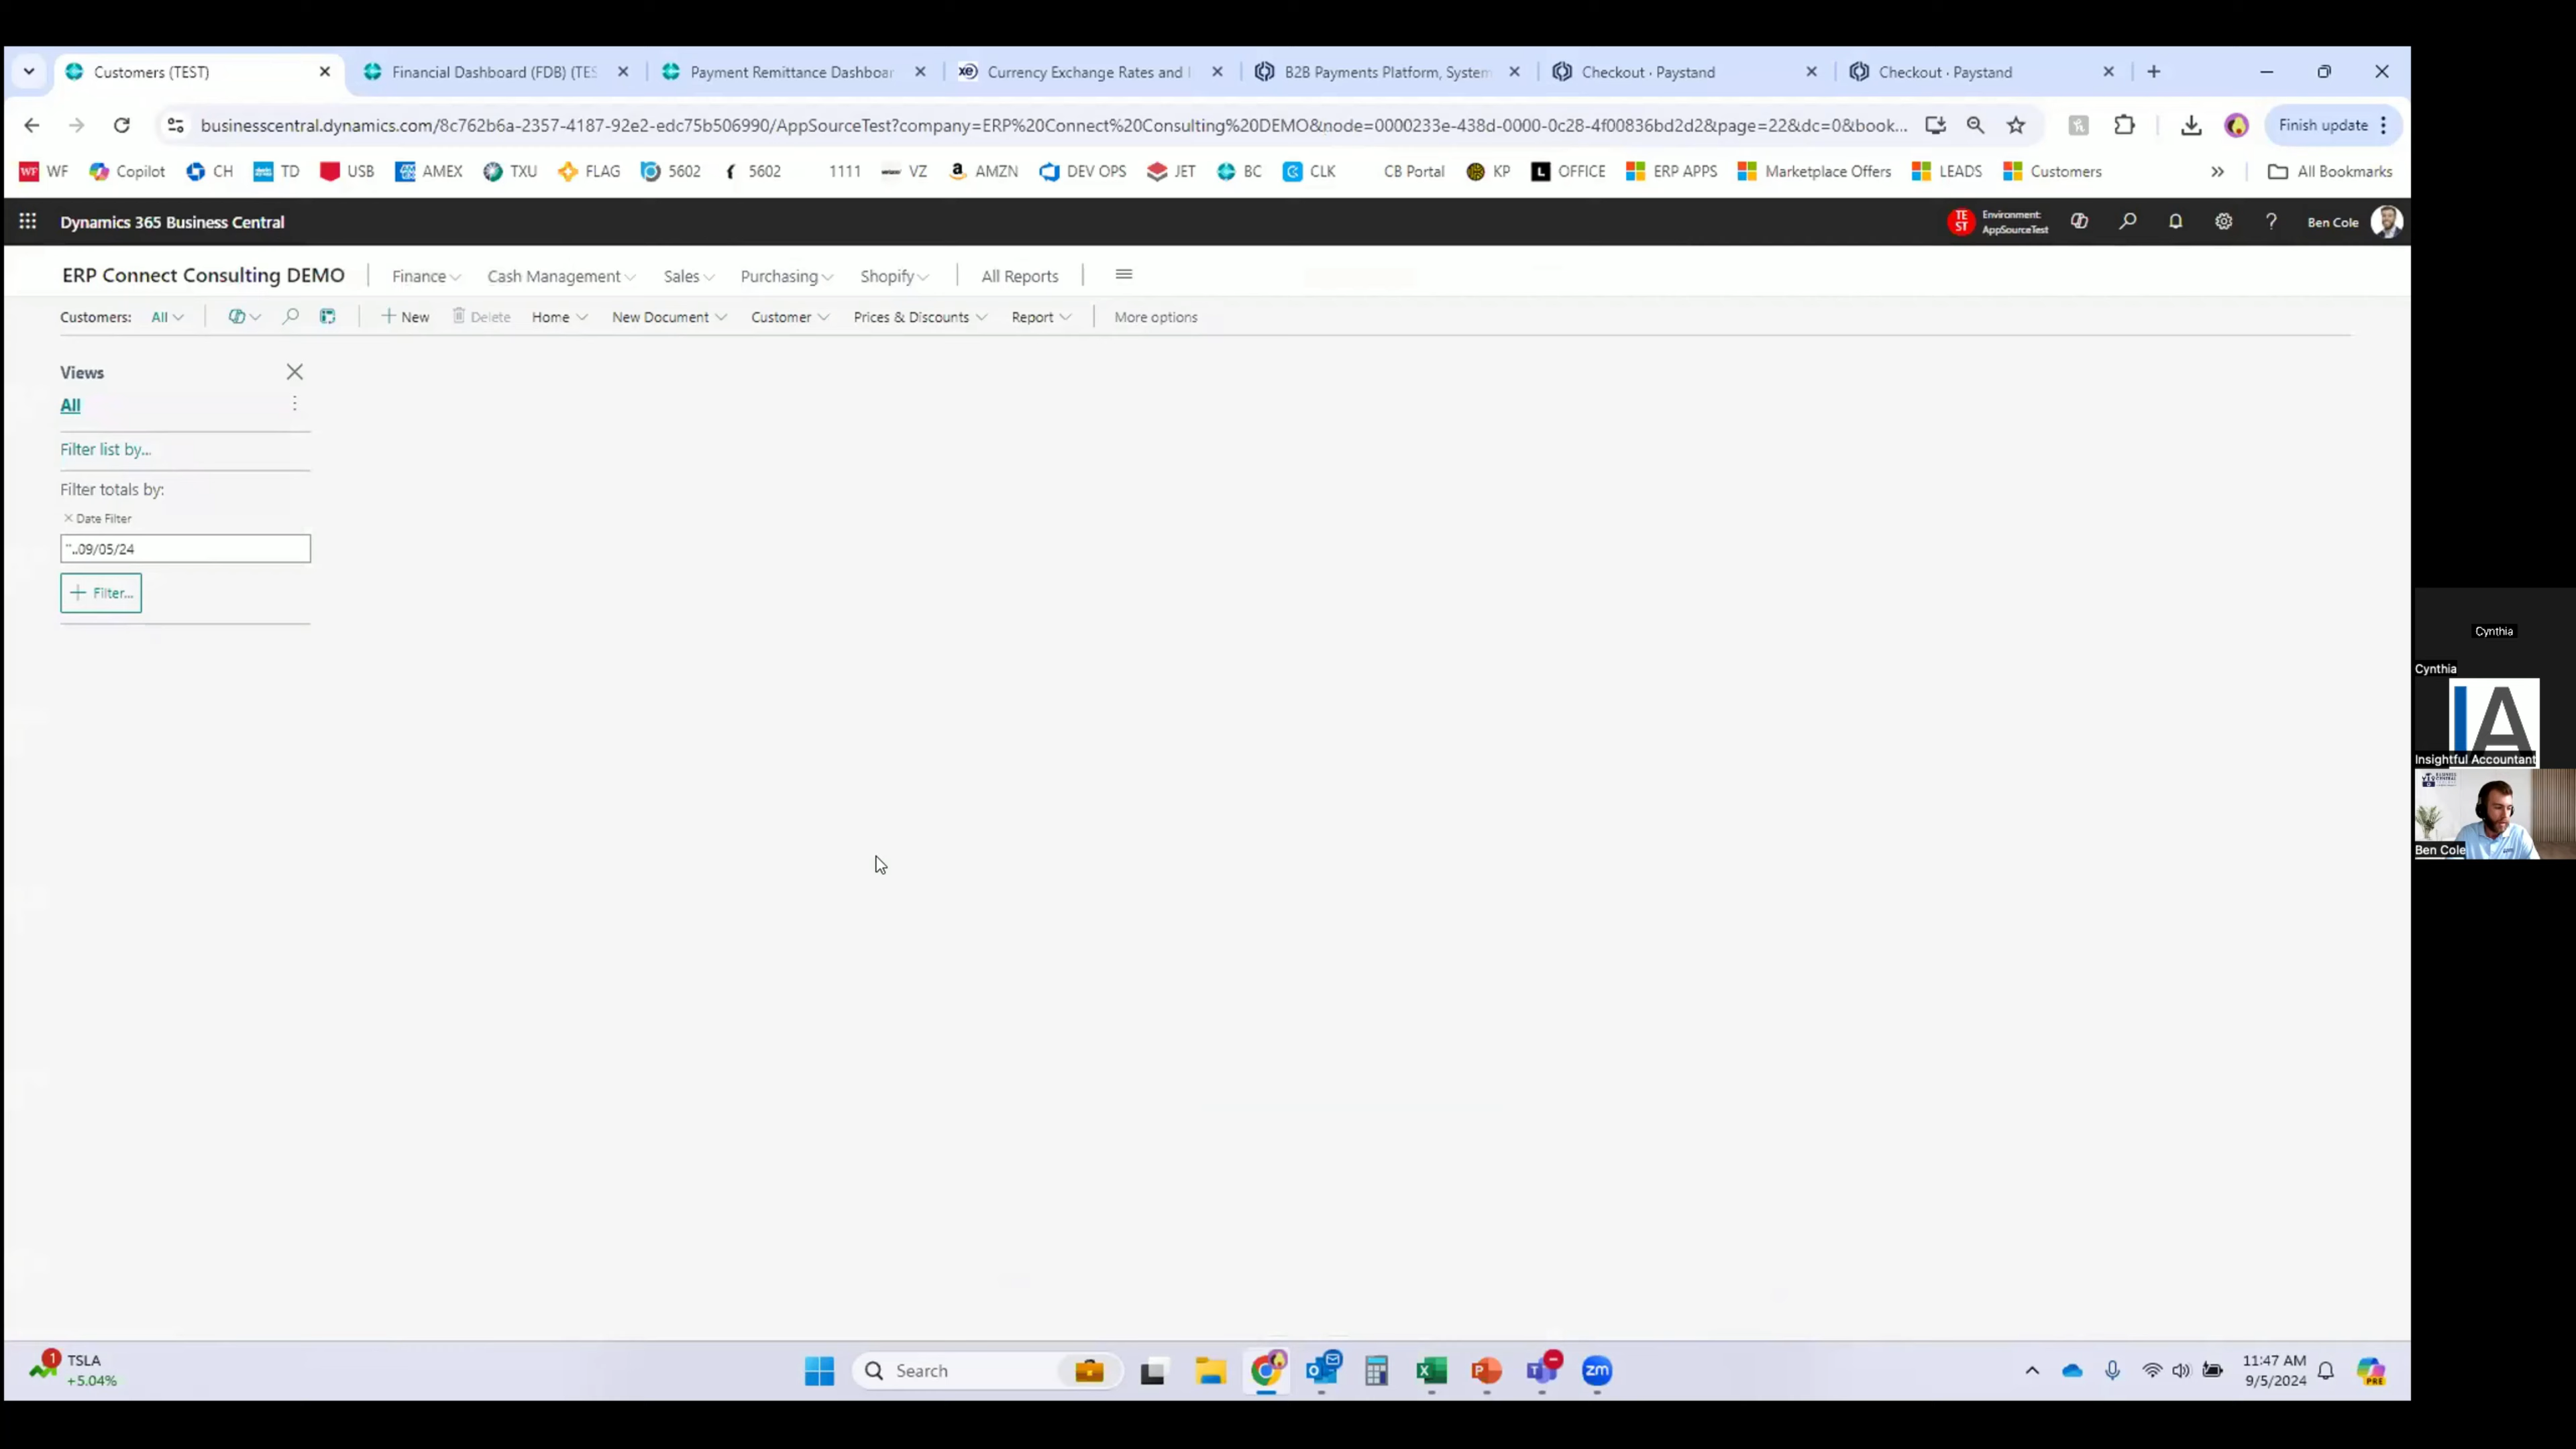 Customers (TEST)
Financial Dashboard (FDB) (TES
Payment Remittance Dashboar
Currency Exchange Rates and I
B2B Payments Platform, System
Checkout · Paystand
Checkout · Paystand
businesscentral.dynamics.com/8c762b6a-2357-4187-92e2-edc75b506990/AppSourceTest?company=ERP%20Connect%20Consulting%20DEMO&node=0000233e-438d-0000-0c28-4f00836bd2d2&page=22&dc=0&book...
Finish update
WF Copilot CH TD USB AMEX TXU FLAG 5602 5602 1111 VZ AMZN DEV OPS JET BC CLK CB Portal KP OFFICE ERP APPS Marketplace Offers LEADS Customers » All Bookmarks
Dynamics 365 Business Central
TE
ST
Environment:
AppSourceTest
Ben Cole
ERP Connect Consulting DEMO Finance Cash Management Sales Purchasing Shopify All Reports
Customers: All + New Delete Home New Document Customer Prices & Discounts Report More options
Views
All
Filter list by...
Filter totals by:
× Date Filter
''..09/05/24
+ Filter...
Cynthia
Cynthia
IA
Insightful Accountant
Ben Cole
1
TSLA
+5.04%
Search
zm
11:47 AM
9/5/2024
PRE